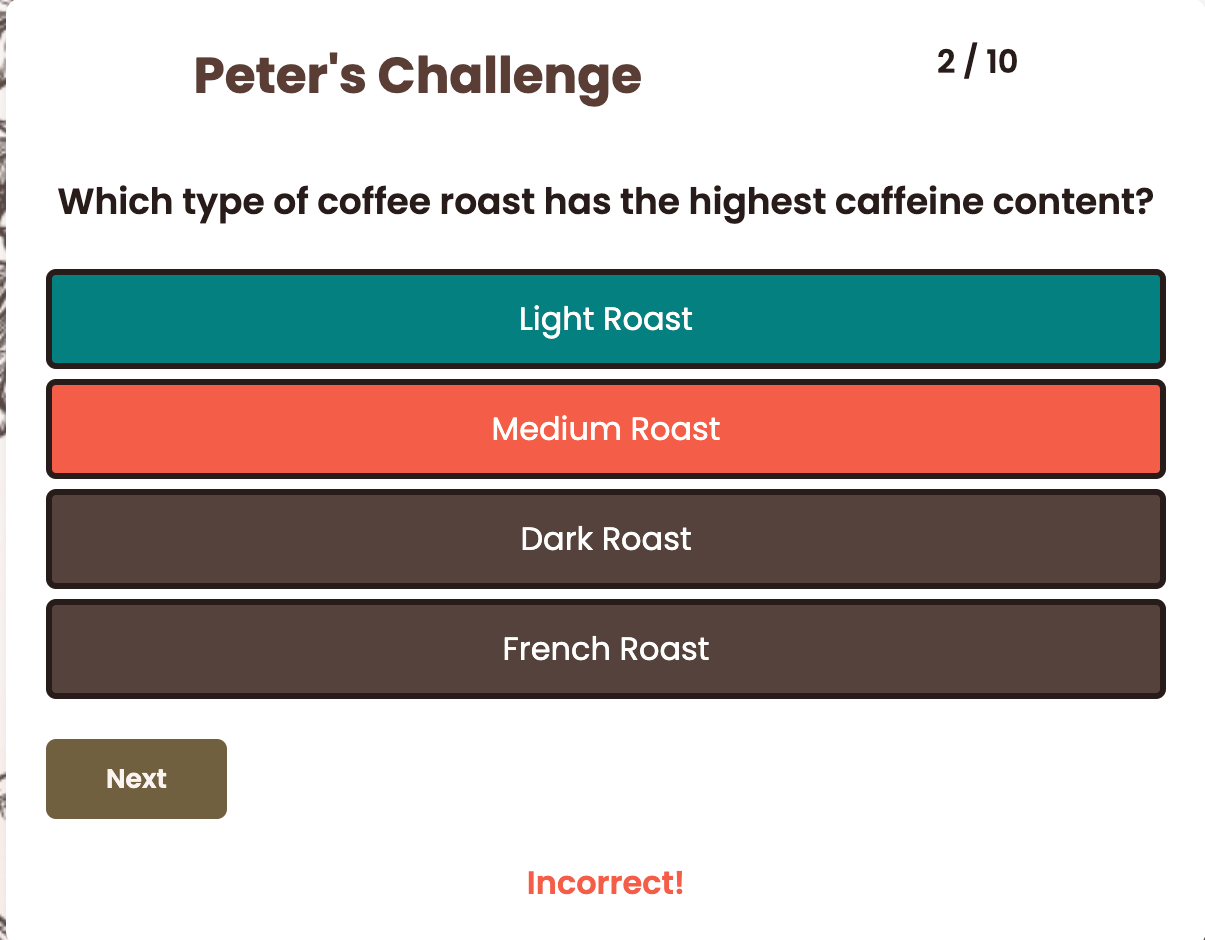 Peter's Challenge
2 / 10
Which type of coffee roast has the highest caffeine content?
Light Roast
Medium Roast
Dark Roast
French Roast
Next
Incorrect!